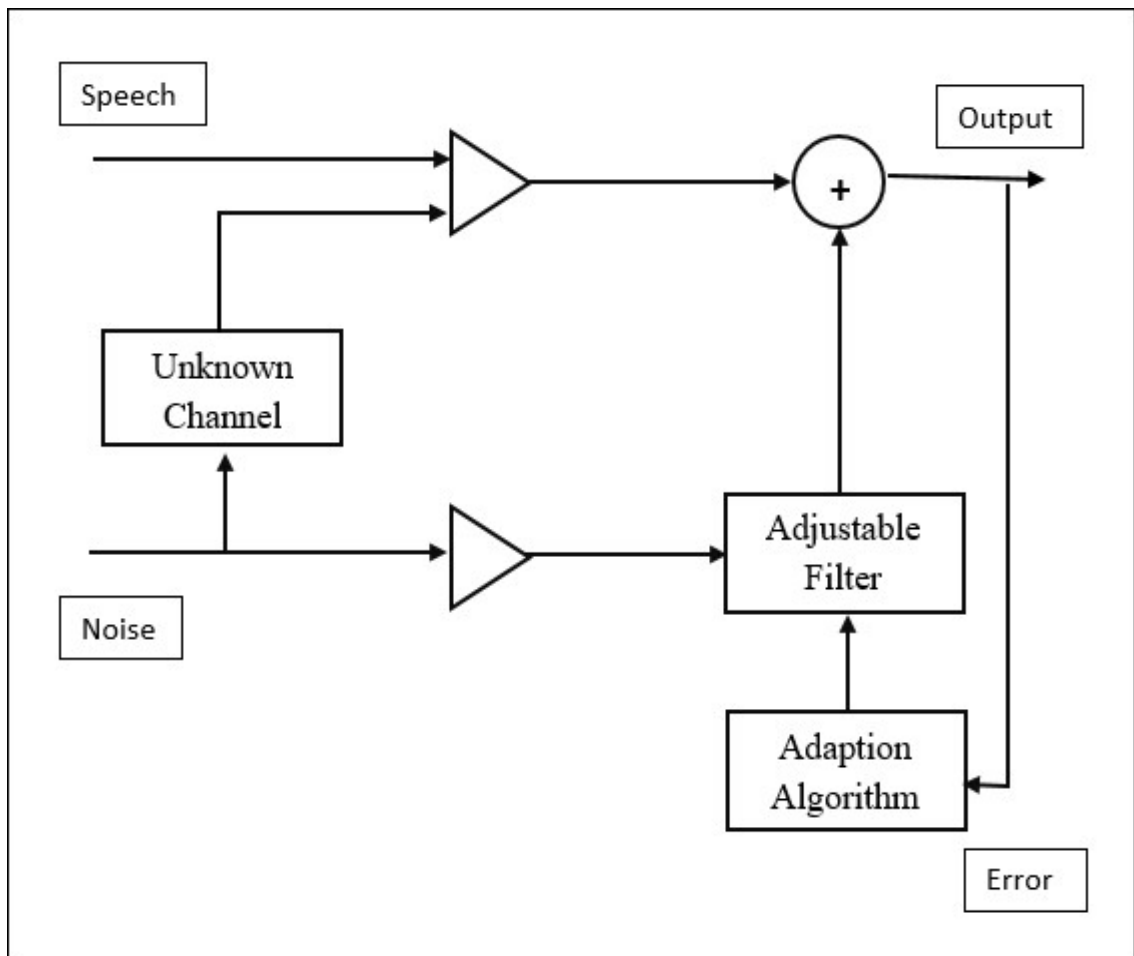 Speech
Output
+
Unknown
Channel
Adjustable
Filter
Noise
Adaption
Algorithm
Error